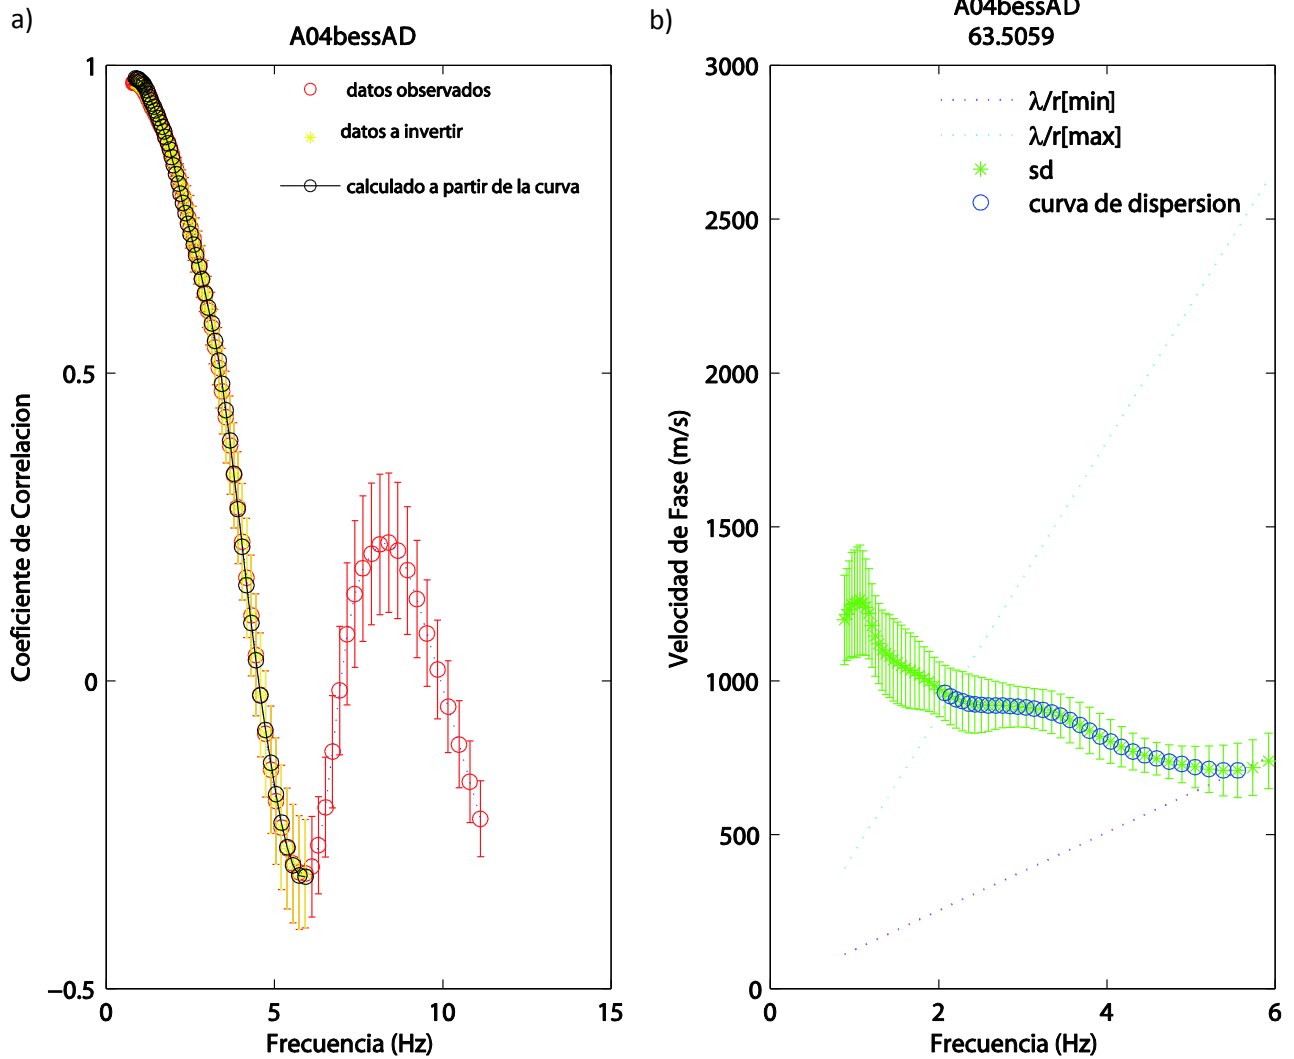 a)
A04bessAD
datos observados
datos a invertir
calculado a partir de la curva
1
0.5
0
−0.5
0
5
10
15
Coeficiente de Correlacion
Frecuencia (Hz)
b)
A04bessAD
63.5059
λ/r[min]
λ/r[max]
sd
curva de dispersion
3000
2500
2000
1500
1000
500
0
0
2
4
6
Velocidad de Fase (m/s)
Frecuencia (Hz)